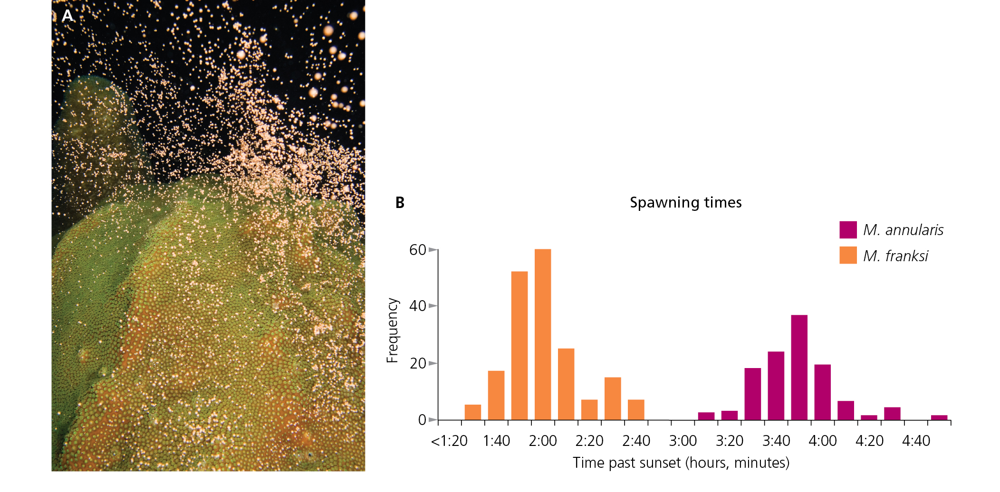 A
B
Spawning times
M. annularis
M. franksi
60
40
20
0
Frequency
<1:20 1:40 2:00 2:20 2:40 3:00 3:20 3:40 4:00 4:20 4:40
Time past sunset (hours, minutes)